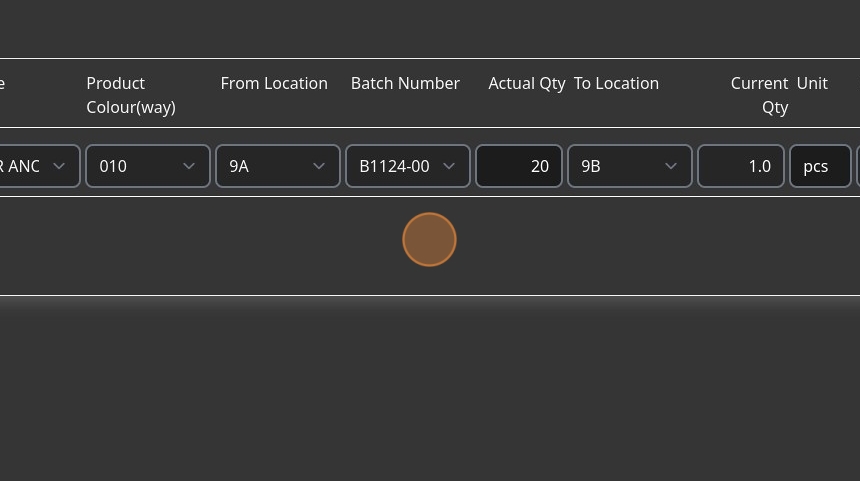 e
Product
Colour(way)
From Location
Batch Number
Actual Qty
To Location
Current
Qty
Unit
R ANC
010
9A
B1124-00
20
9B
1.0
pcs